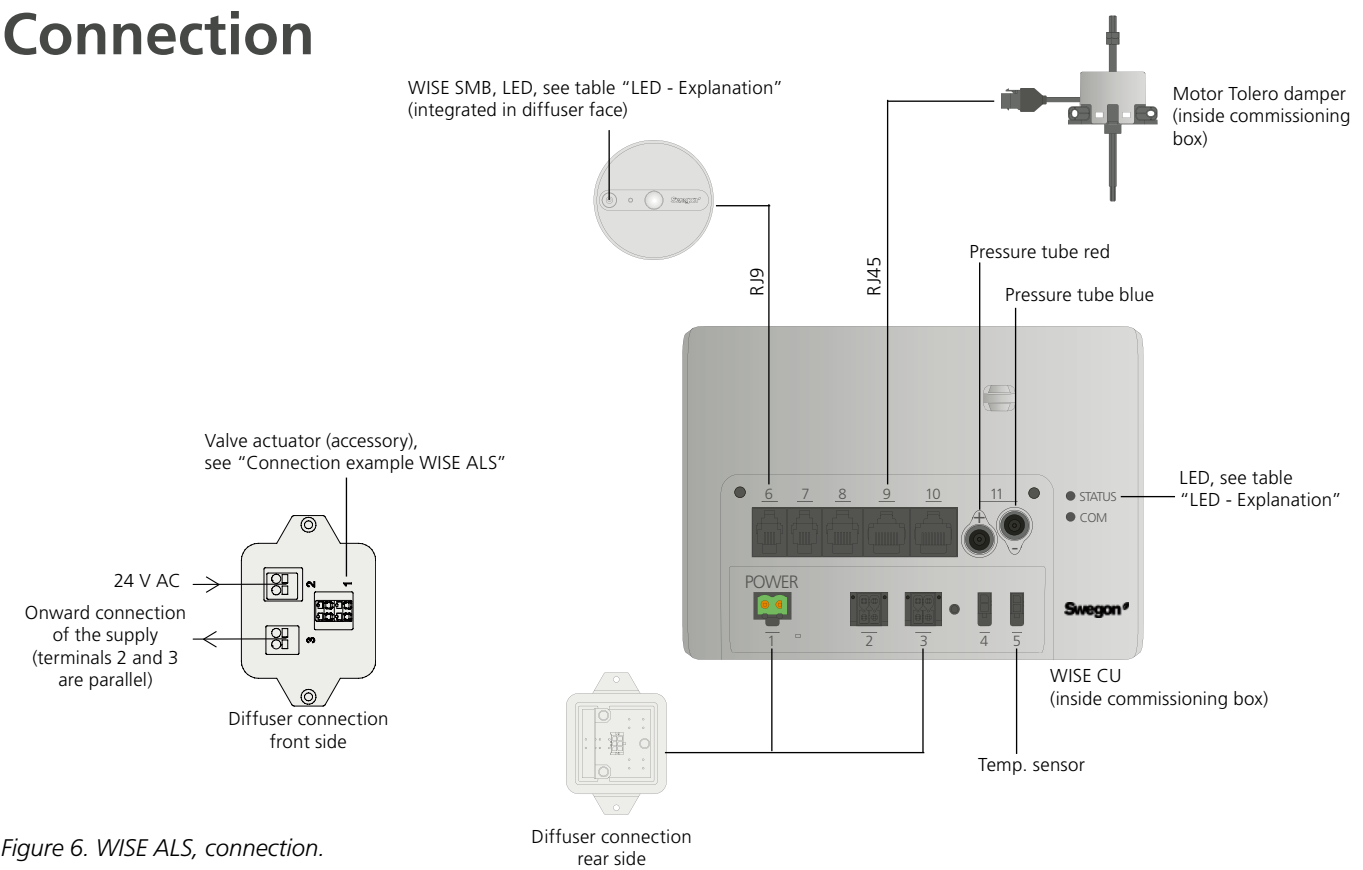 Connection
WISE SMB, LED, see table “LED - Explanation”
(integrated in diffuser face)
Motor Tolero damper
(inside commissioning
box)
Swegon
RJ9
RJ45
Pressure tube red
Pressure tube blue
Valve actuator (accessory),
see “Connection example WISE ALS”
LED, see table
“LED - Explanation”
6 7 8 9 10 11
+
-
STATUS
COM
POWER
1 2 3 4 5
Swegon
24 V AC
Onward connection
of the supply
(terminals 2 and 3
are parallel)
2 1
3
Diffuser connection
front side
WISE CU
(inside commissioning box)
Temp. sensor
Diffuser connection
rear side
Figure 6. WISE ALS, connection.